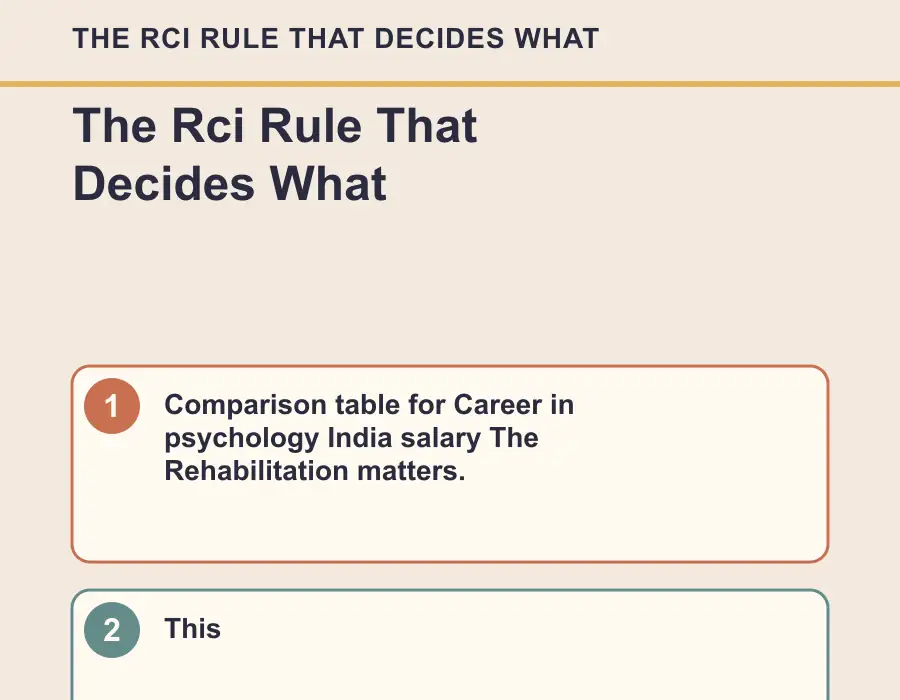 THE RCI RULE THAT DECIDES WHAT
The Rci Rule That
Decides What
1
Comparison table for Career in
psychology India salary The
Rehabilitation matters.
2
This